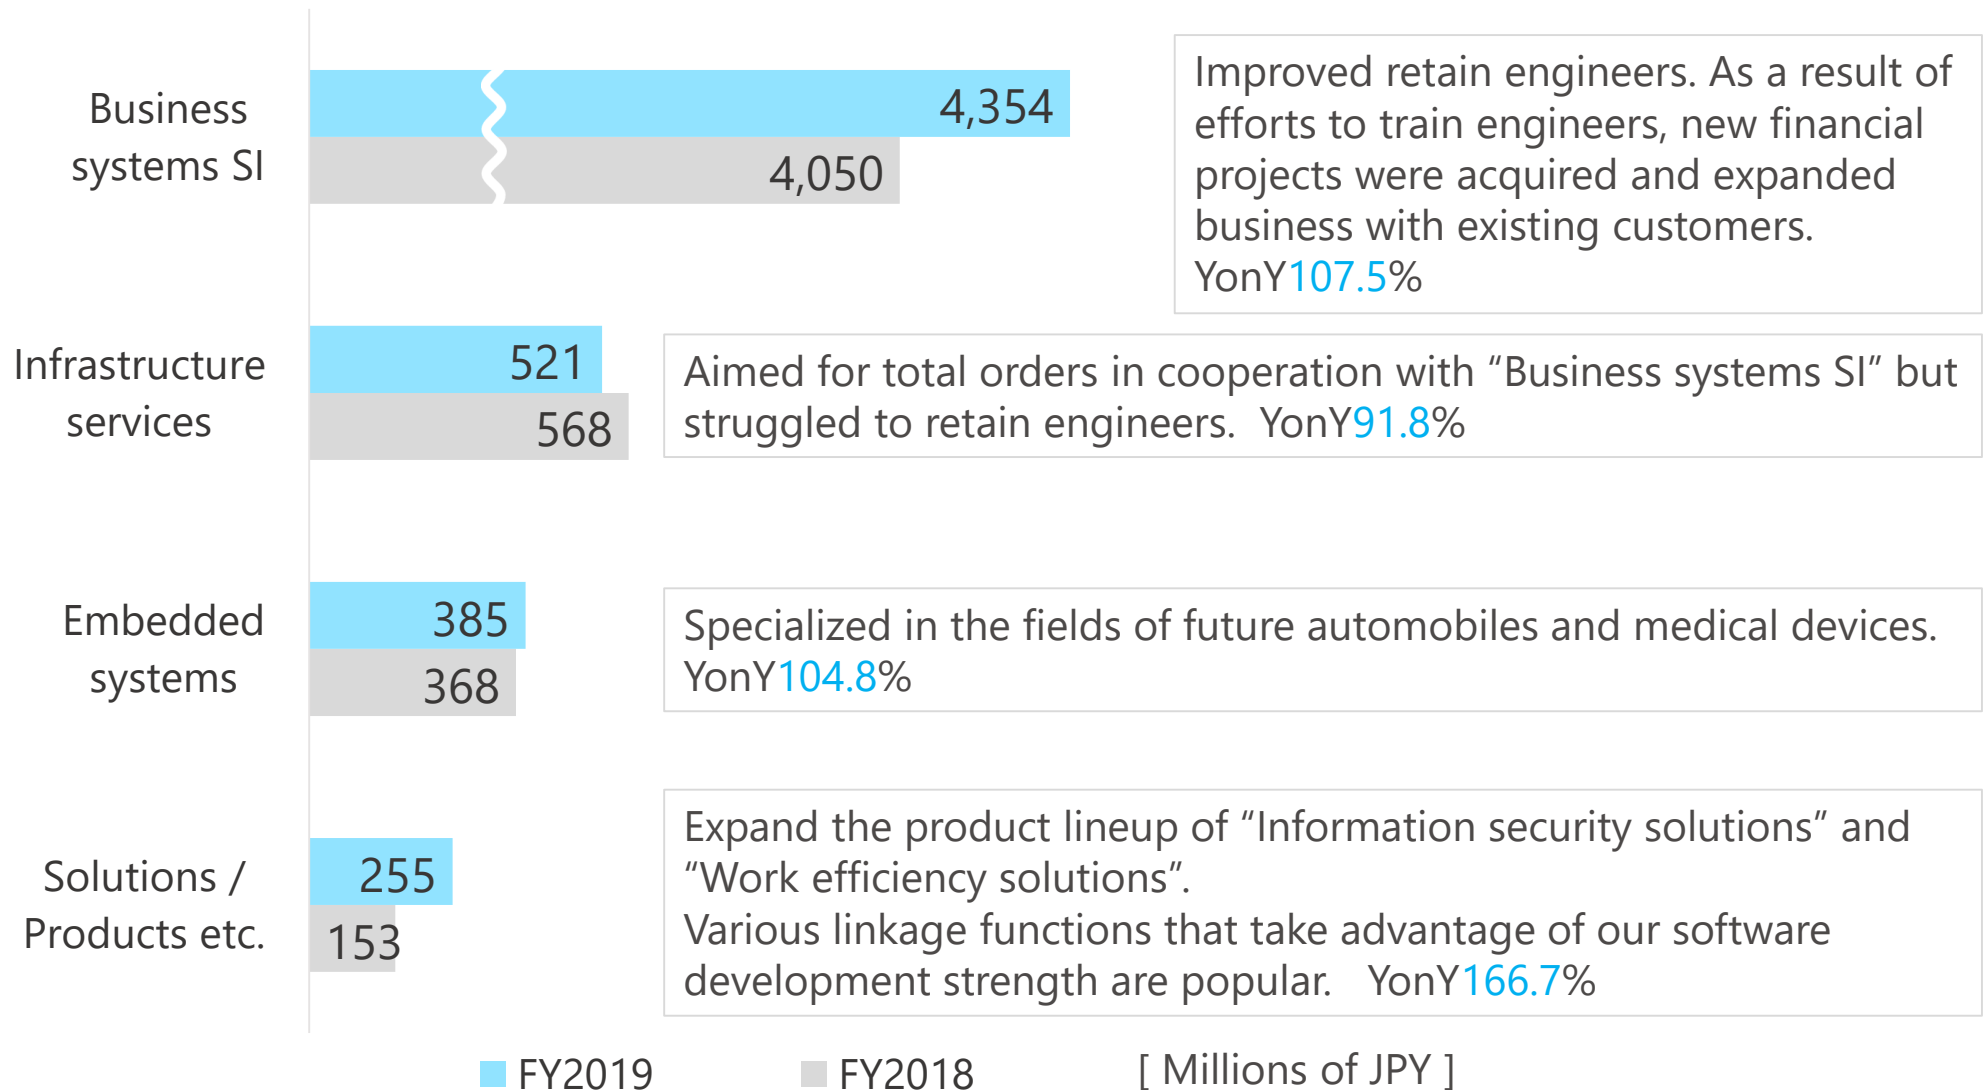 Business
systems SI
4,354
4,050
Improved retain engineers. As a result of
efforts to train engineers, new financial
projects were acquired and expanded
business with existing customers.
YonY107.5%
Infrastructure
services
521
568
Aimed for total orders in cooperation with “Business systems SI” but
struggled to retain engineers.  YonY91.8%
Embedded
systems
385
368
Specialized in the fields of future automobiles and medical devices.
YonY104.8%
Solutions /
Products etc.
255
153
Expand the product lineup of “Information security solutions” and
“Work efficiency solutions”.
Various linkage functions that take advantage of our software
development strength are popular.   YonY166.7%
FY2019
FY2018
[ Millions of JPY ]